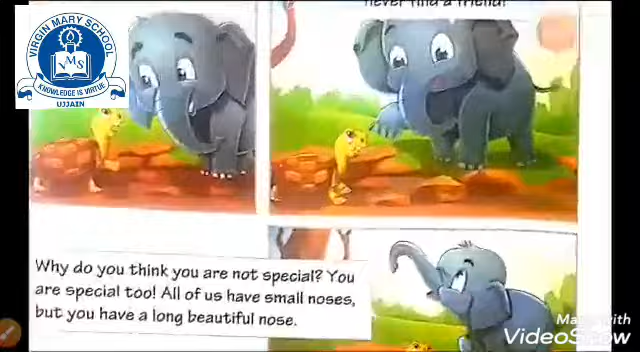 never find a friend!
VIRGIN MARY SCHOOL
VMS
KNOWLEDGE IS VIRTUE
UJJAIN
Why do you think you are not special? You
are special too! All of us have small noses,
but you have a long beautiful nose.
Made with
VideoShow